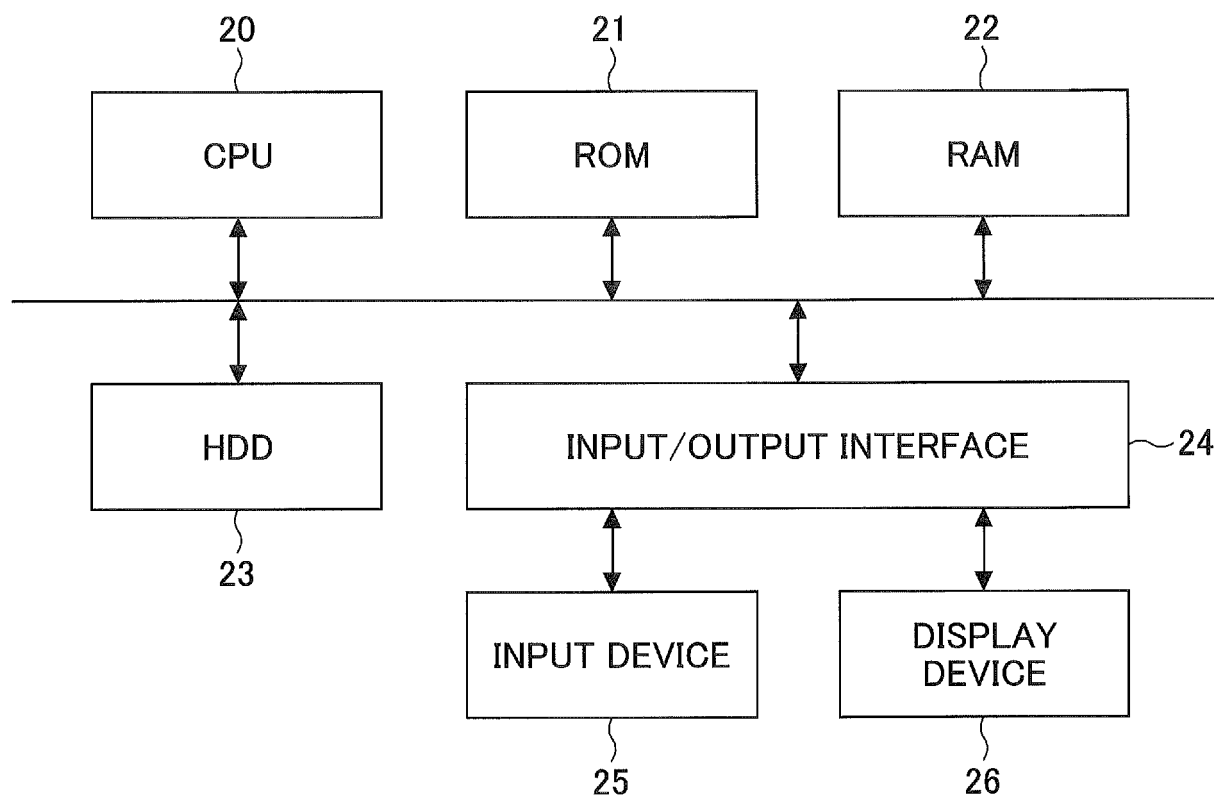 20
21
22
CPU
ROM
RAM
HDD
INPUT/OUTPUT INTERFACE
24
23
INPUT DEVICE
DISPLAY
DEVICE
25
26